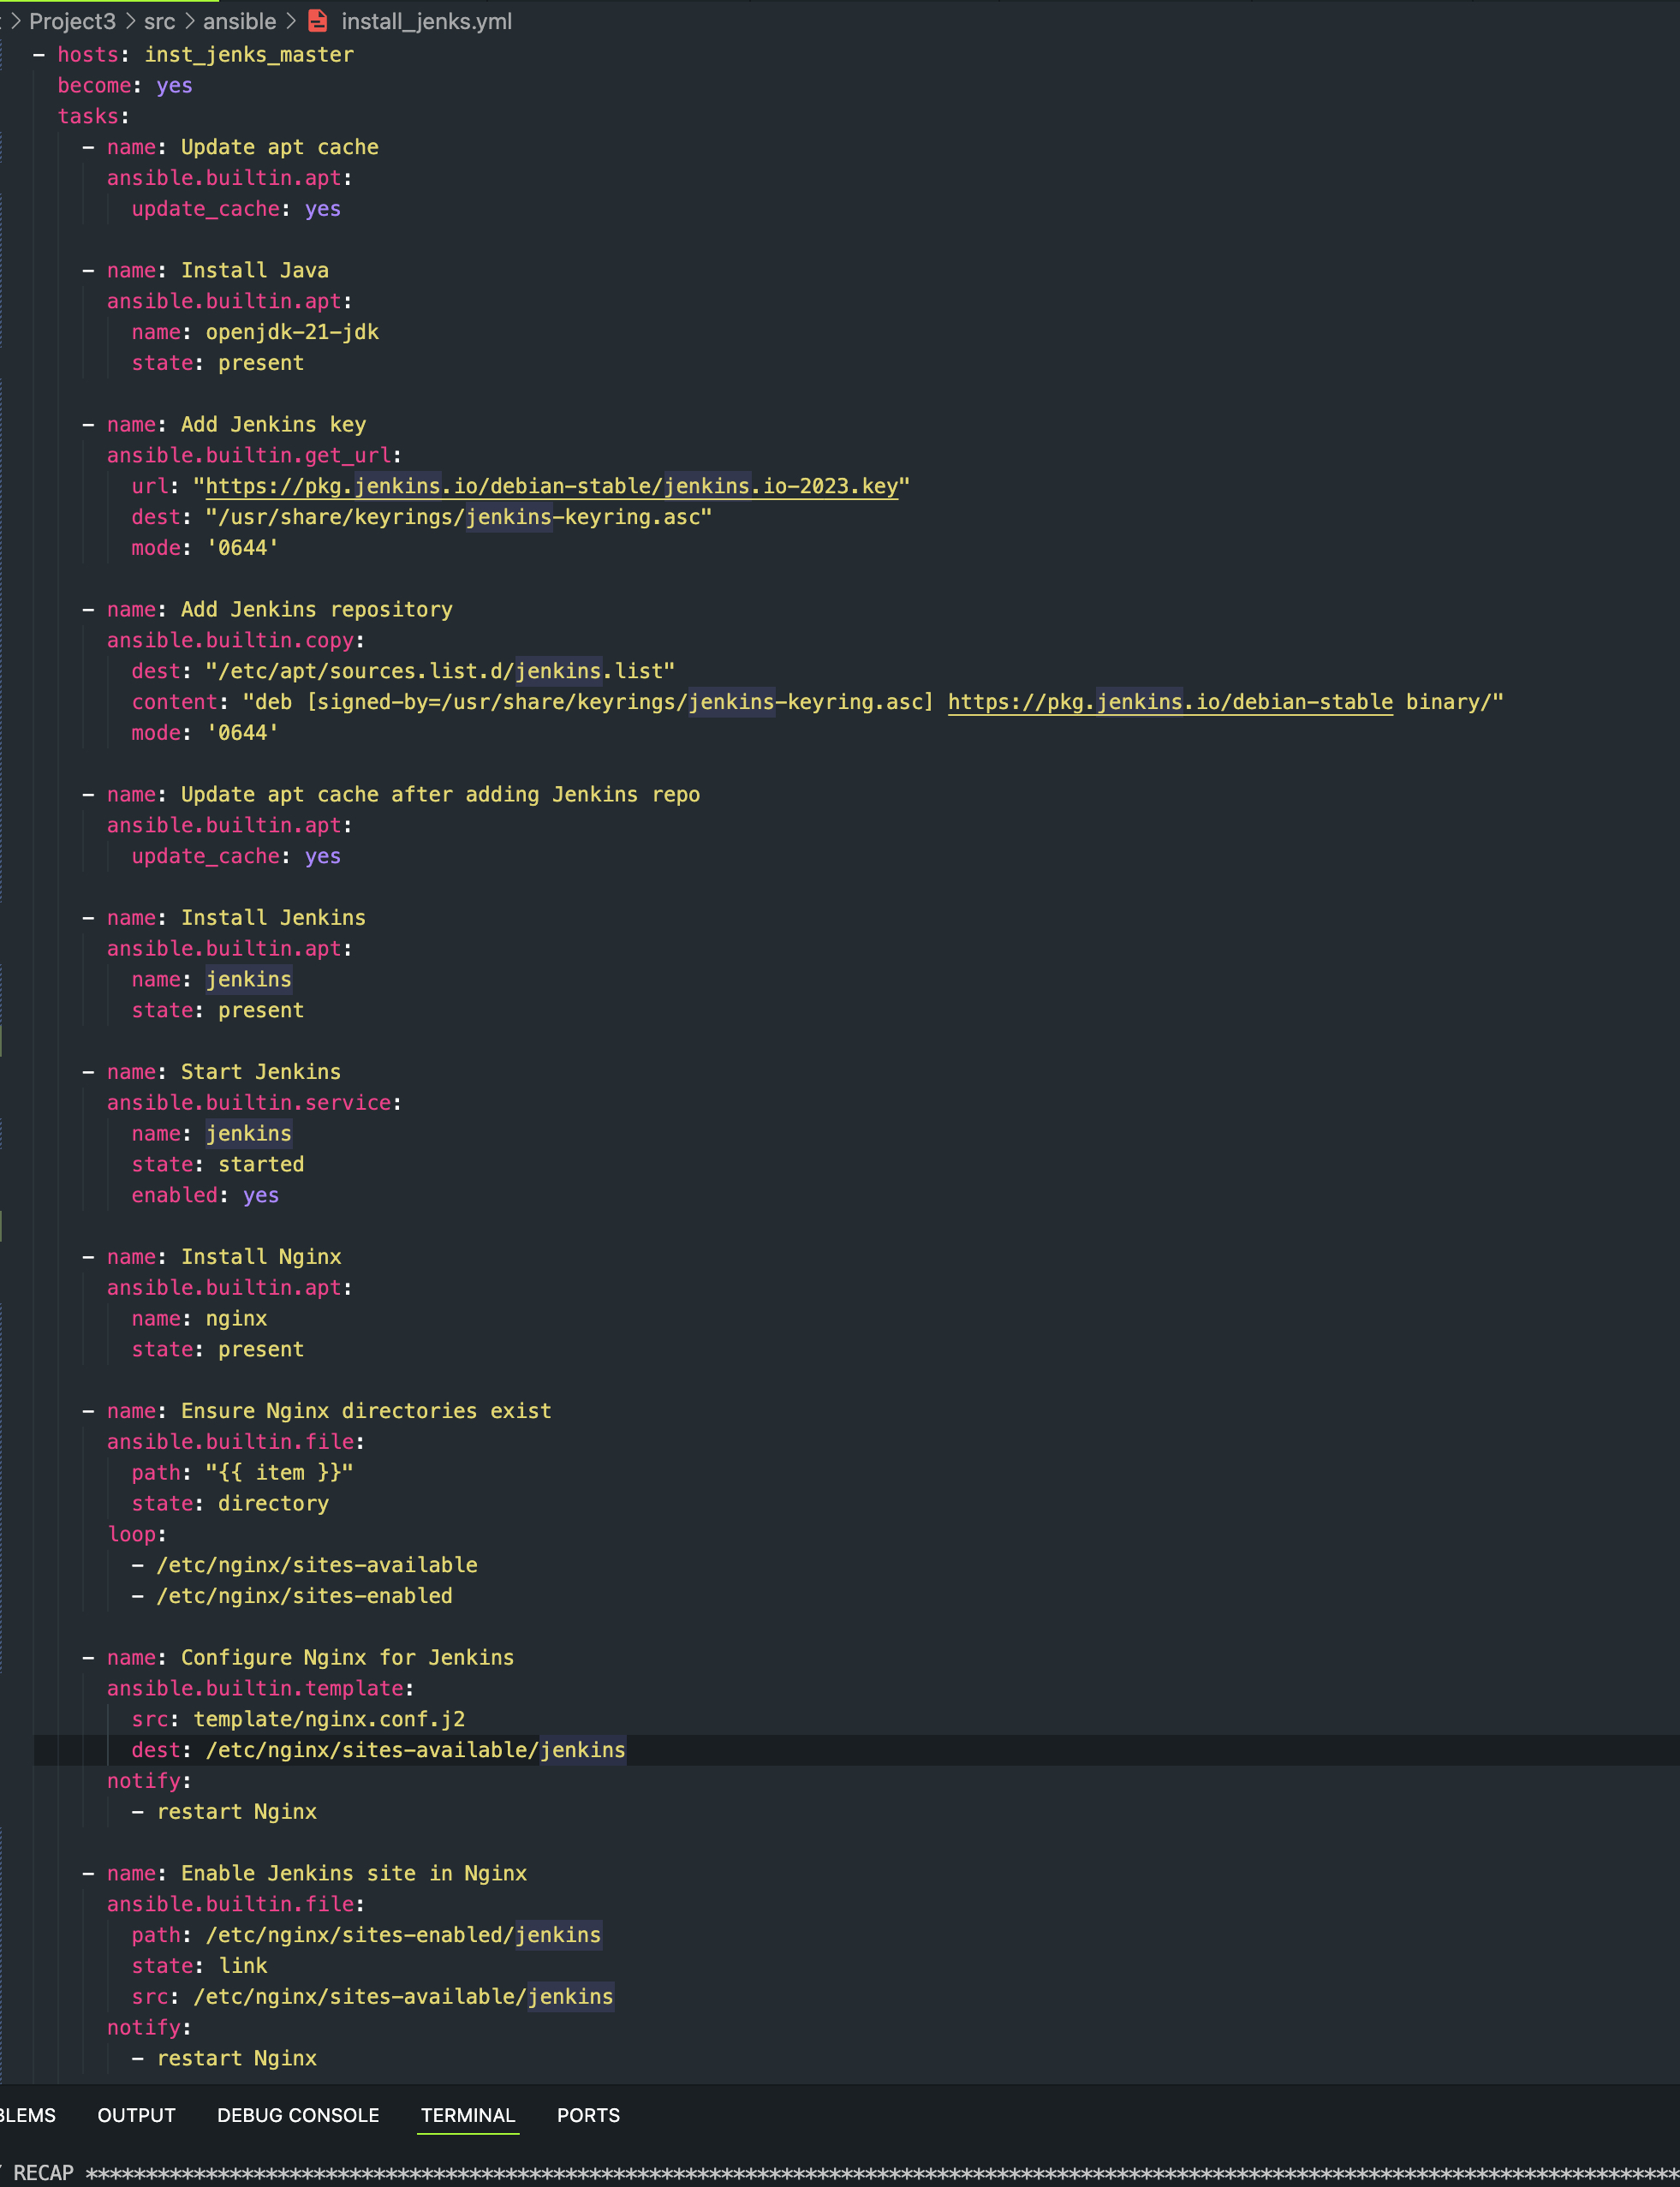 Project3 > src > ansible > install_jenks.yml
- hosts: inst_jenks_master
  become: yes
  tasks:
    - name: Update apt cache
      ansible.builtin.apt:
        update_cache: yes

    - name: Install Java
      ansible.builtin.apt:
        name: openjdk-21-jdk
        state: present

    - name: Add Jenkins key
      ansible.builtin.get_url:
        url: "https://pkg.jenkins.io/debian-stable/jenkins.io-2023.key"
        dest: "/usr/share/keyrings/jenkins-keyring.asc"
        mode: '0644'

    - name: Add Jenkins repository
      ansible.builtin.copy:
        dest: "/etc/apt/sources.list.d/jenkins.list"
        content: "deb [signed-by=/usr/share/keyrings/jenkins-keyring.asc] https://pkg.jenkins.io/debian-stable binary/"
        mode: '0644'

    - name: Update apt cache after adding Jenkins repo
      ansible.builtin.apt:
        update_cache: yes

    - name: Install Jenkins
      ansible.builtin.apt:
        name: jenkins
        state: present

    - name: Start Jenkins
      ansible.builtin.service:
        name: jenkins
        state: started
        enabled: yes

    - name: Install Nginx
      ansible.builtin.apt:
        name: nginx
        state: present

    - name: Ensure Nginx directories exist
      ansible.builtin.file:
        path: "{{ item }}"
        state: directory
      loop:
        - /etc/nginx/sites-available
        - /etc/nginx/sites-enabled

    - name: Configure Nginx for Jenkins
      ansible.builtin.template:
        src: template/nginx.conf.j2
        dest: /etc/nginx/sites-available/jenkins
      notify:
        - restart Nginx

    - name: Enable Jenkins site in Nginx
      ansible.builtin.file:
        path: /etc/nginx/sites-enabled/jenkins
        state: link
        src: /etc/nginx/sites-available/jenkins
      notify:
        - restart Nginx
BLEMS OUTPUT DEBUG CONSOLE TERMINAL PORTS
RECAP ************************************************************************************************************************************